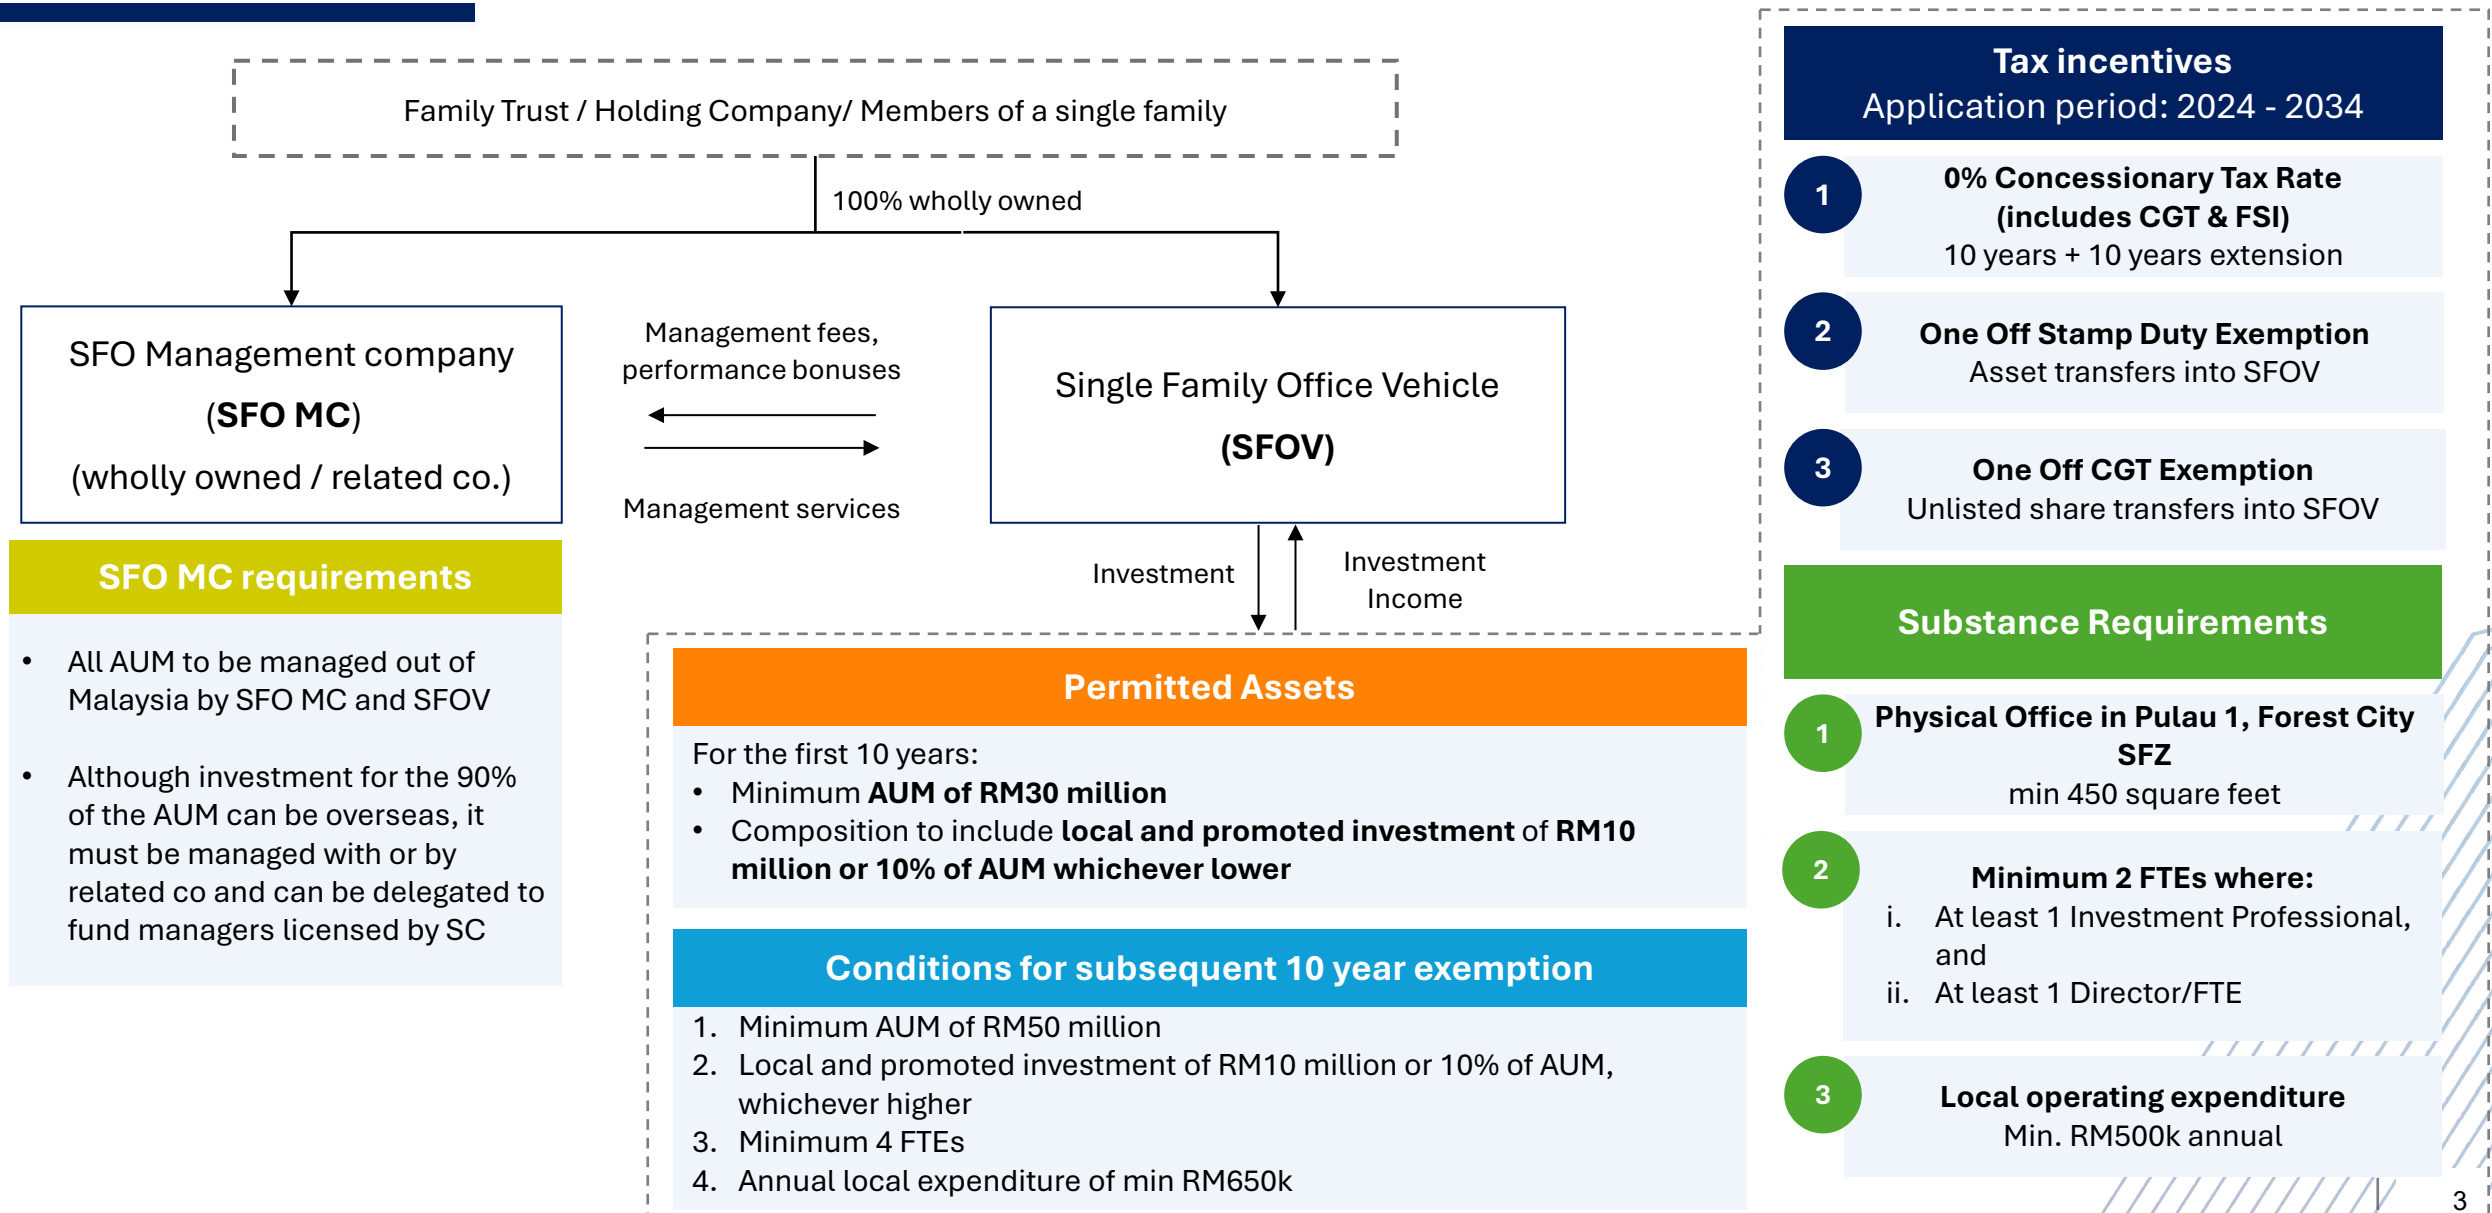 Family Trust / Holding Company/ Members of a single family
100% wholly owned
SFO Management company
(SFO MC)
(wholly owned / related co.)
Management fees,
performance bonuses
Management services
Single Family Office Vehicle
(SFOV)
Investment
Investment
Income
SFO MC requirements
• All AUM to be managed out of
Malaysia by SFO MC and SFOV
• Although investment for the 90%
of the AUM can be overseas, it
must be managed with or by
related co and can be delegated to
fund managers licensed by SC
Permitted Assets
For the first 10 years:
• Minimum AUM of RM30 million
• Composition to include local and promoted investment of RM10
million or 10% of AUM whichever lower
Conditions for subsequent 10 year exemption
1. Minimum AUM of RM50 million
2. Local and promoted investment of RM10 million or 10% of AUM,
whichever higher
3. Minimum 4 FTEs
4. Annual local expenditure of min RM650k
Tax incentives
Application period: 2024 - 2034
1
0% Concessionary Tax Rate
(includes CGT & FSI)
10 years + 10 years extension
2
One Off Stamp Duty Exemption
Asset transfers into SFOV
3
One Off CGT Exemption
Unlisted share transfers into SFOV
Substance Requirements
1
Physical Office in Pulau 1, Forest City
SFZ
min 450 square feet
2
Minimum 2 FTEs where:
i. At least 1 Investment Professional,
and
ii. At least 1 Director/FTE
3
Local operating expenditure
Min. RM500k annual
3